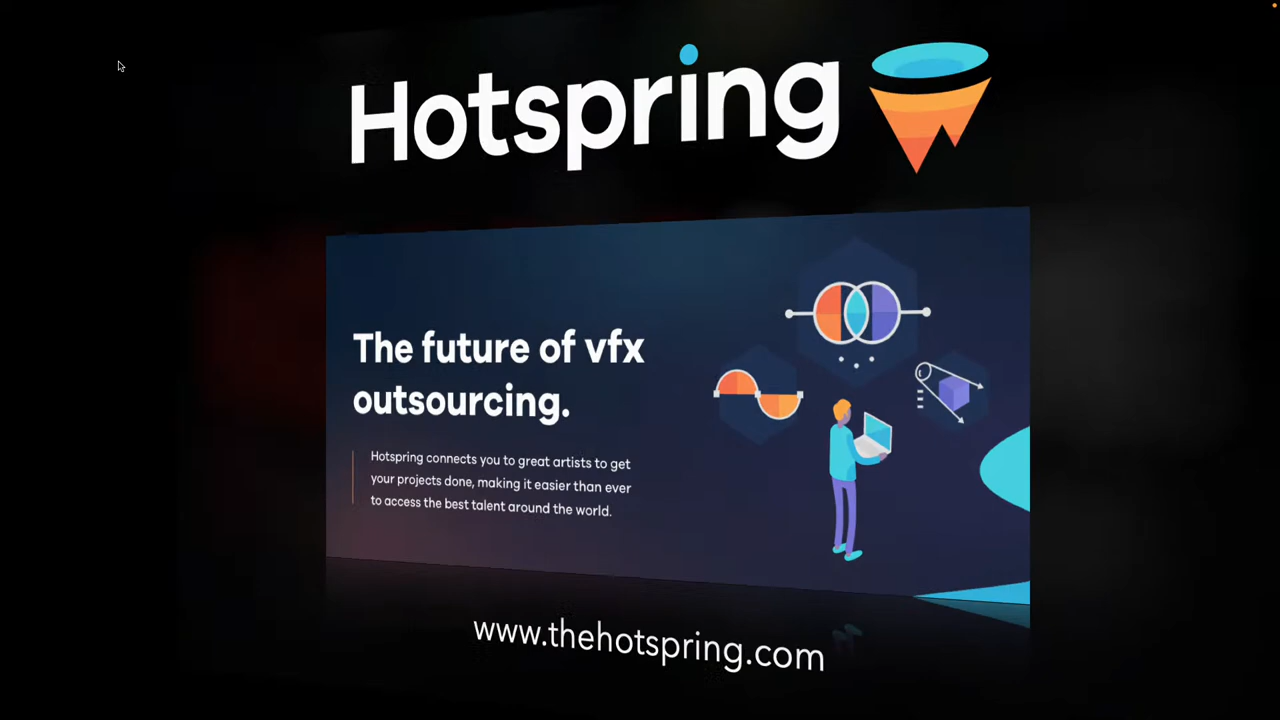 Hotspring
The future of vfx
outsourcing.
Hotspring connects you to great artists to get
your projects done, making it easier than ever
to access the best talent around the world.
www.thehotspring.com